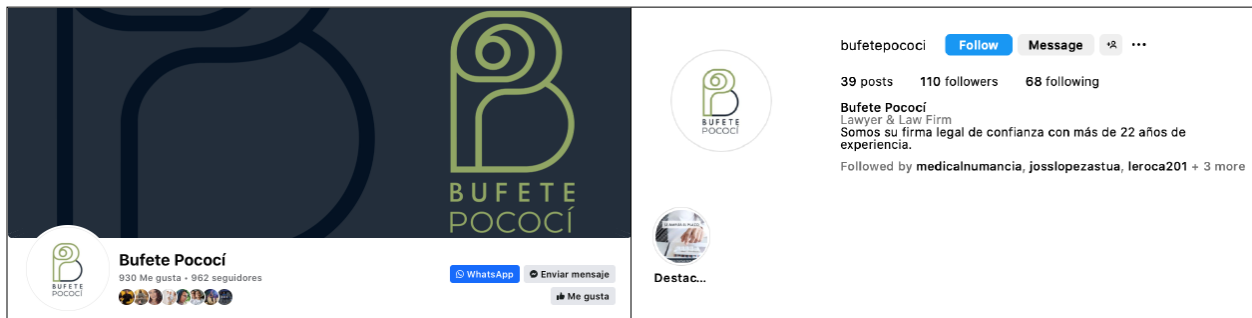 BUFETE
POCOCÍ
BUFETE
POCOCÍ
Bufete Pococí
930 Me gusta • 962 seguidores
WhatsApp
Enviar mensaje
Me gusta
bufetepococi
Follow
Message
39 posts 110 followers 68 following
BUFETE
POCOCÍ
Bufete Pococí
Lawyer & Law Firm
Somos su firma legal de confianza con más de 22 años de
experiencia.
Followed by medicalnumancia, josslopezastua, leroca201 + 3 more
Destac...